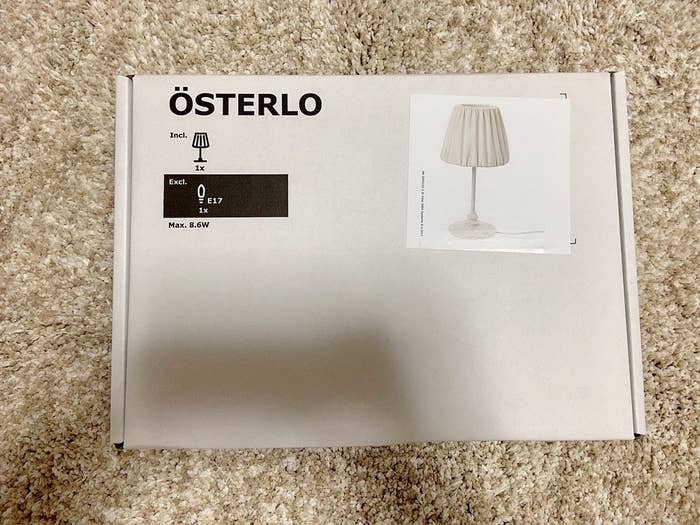 ÖSTERLO
Incl.
1x
Excl.
E17
1x
Max. 8.6W